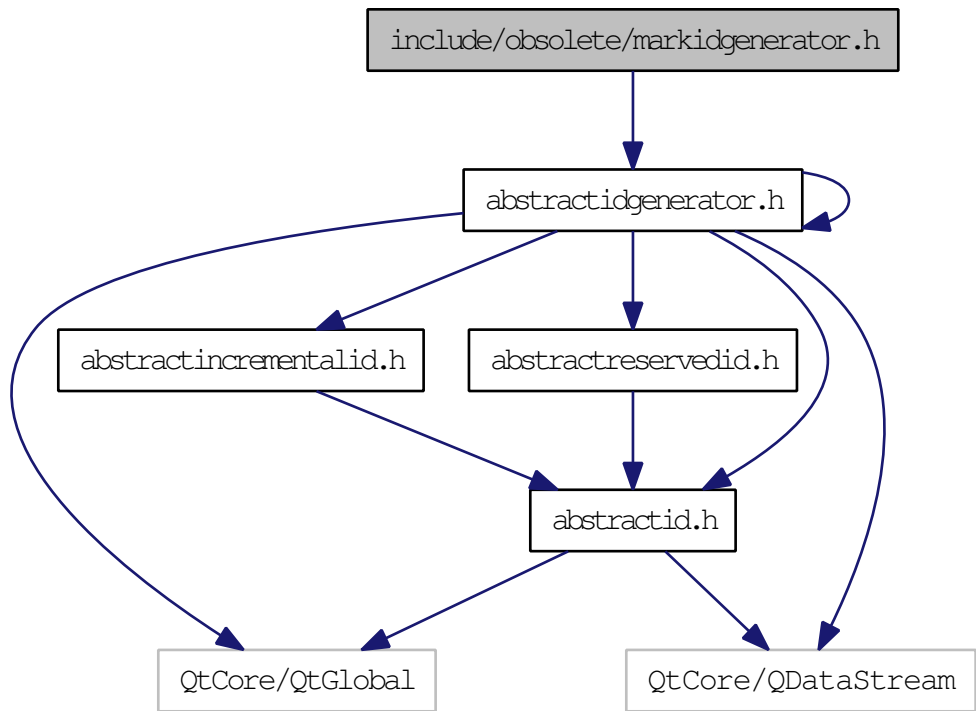 include/obsolete/markidgenerator.h
abstractidgenerator.h
abstractincrementalid.h
abstractreservedid.h
abstractid.h
QtCore/QtGlobal
QtCore/QDataStream